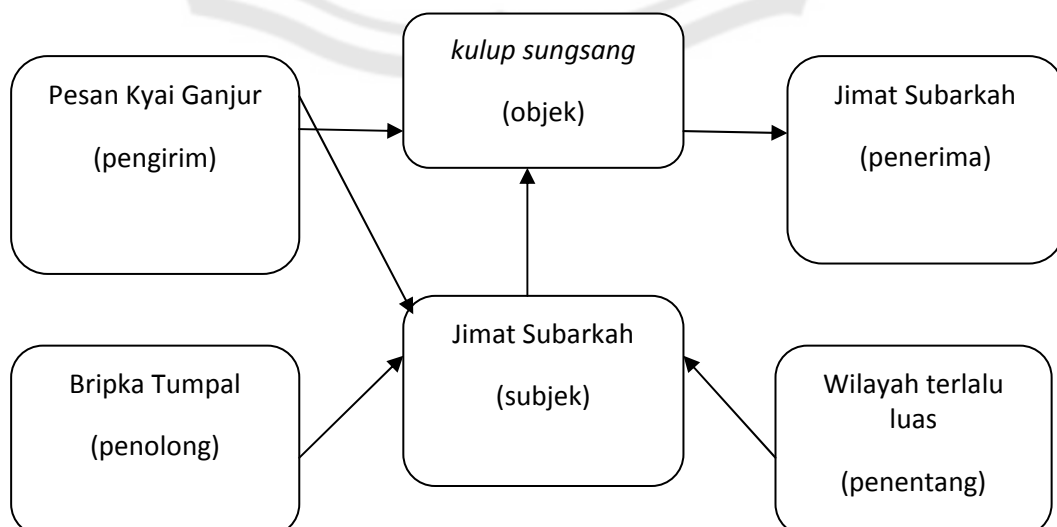 Pesan Kyai Ganjur
(pengirim)
kulup sungsang
(objek)
Jimat Subarkah
(penerima)
Bripka Tumpal
(penolong)
Jimat Subarkah
(subjek)
Wilayah terlalu
luas
(penentang)